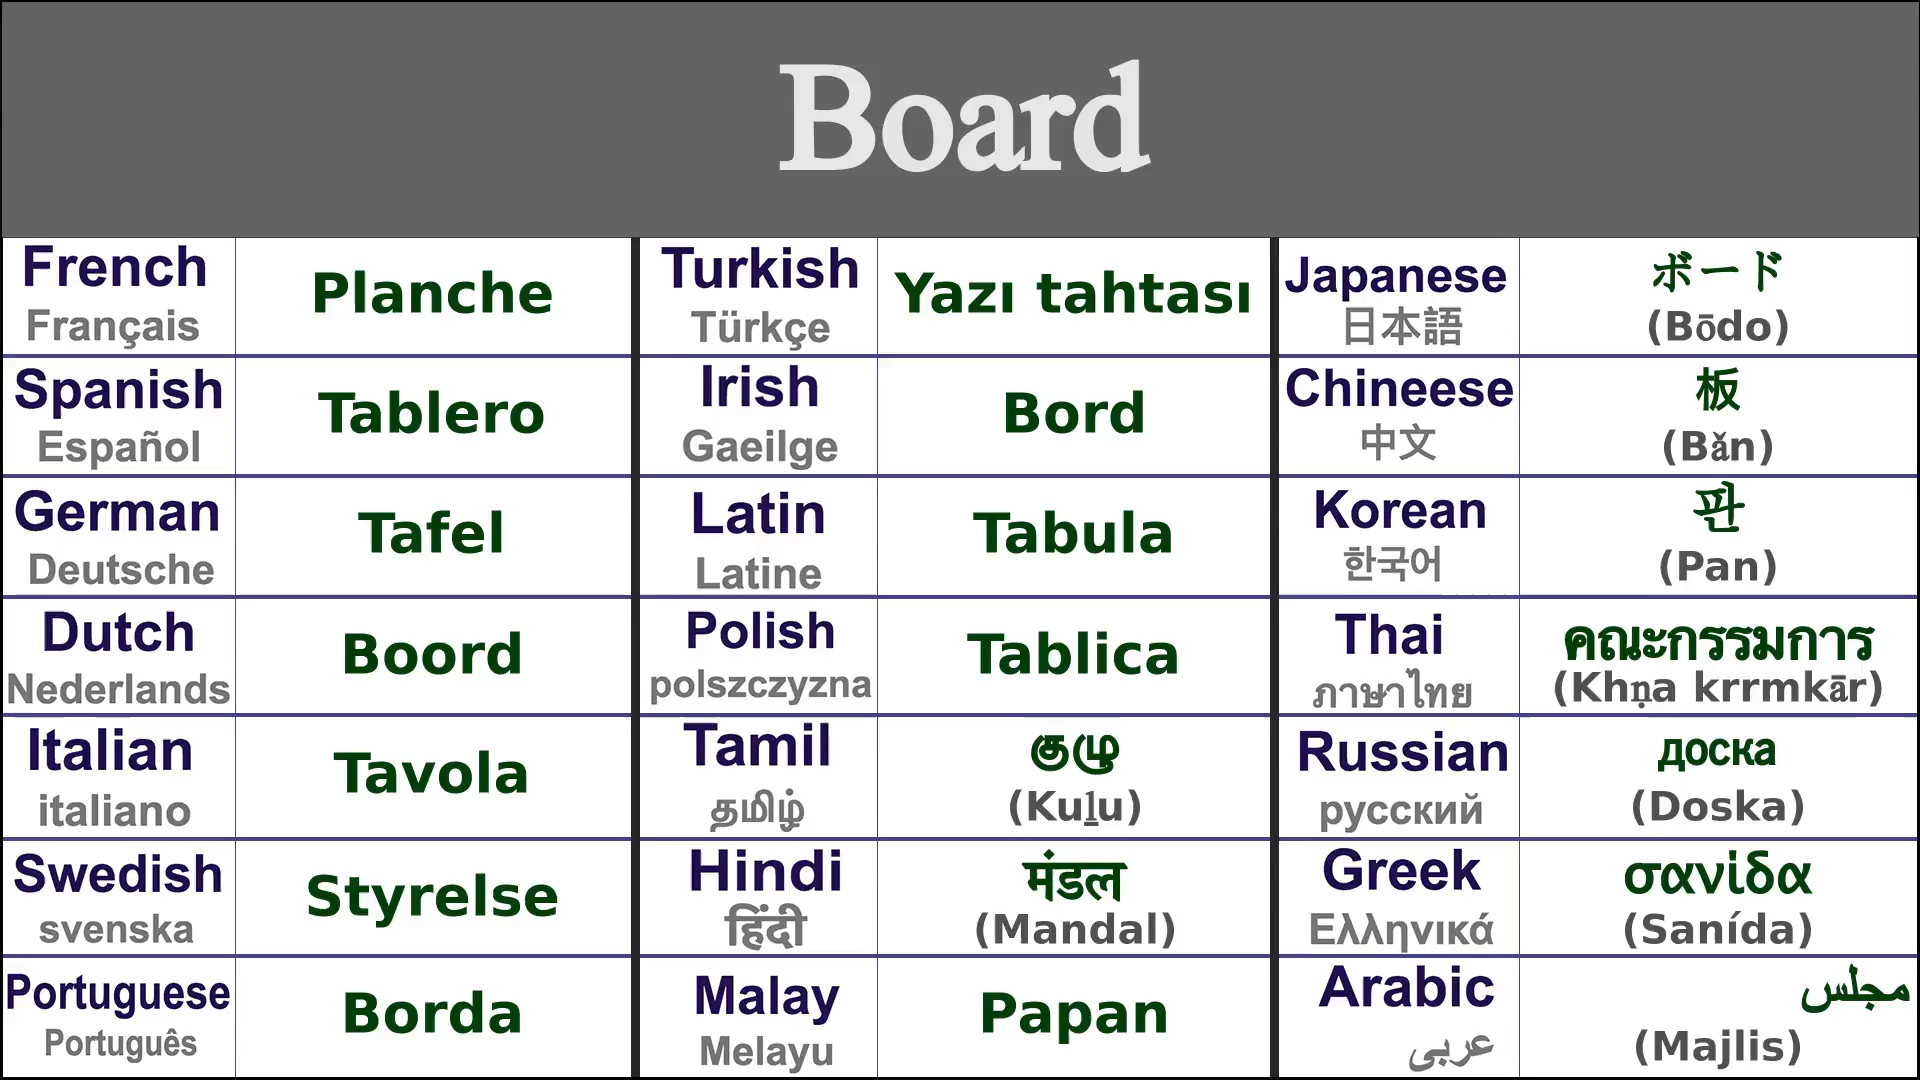 Board
French
Français
Planche
Turkish
Türkçe
Yazı tahtası
Japanese
日本語
ボード
(Bōdo)
Spanish
Español
Tablero
Irish
Gaeilge
Bord
Chineese
中文
板
(Bǎn)
German
Deutsche
Tafel
Latin
Latine
Tabula
Korean
한국어
판
(Pan)
Dutch
Nederlands
Boord
Polish
polszczyzna
Tablica
Thai
ภาษาไทย
คณะกรรมการ
(Khṇa krrmkār)
Italian
italiano
Tavola
Tamil
தமிழ்
குழு
(Kuḻu)
Russian
русский
доска
(Doska)
Swedish
svenska
Styrelse
Hindi
हिंदी
मंडल
(Mandal)
Greek
Ελληνικά
σανίδα
(Sanída)
Portuguese
Português
Borda
Malay
Melayu
Papan
Arabic
عربى
مجلس
(Majlis)